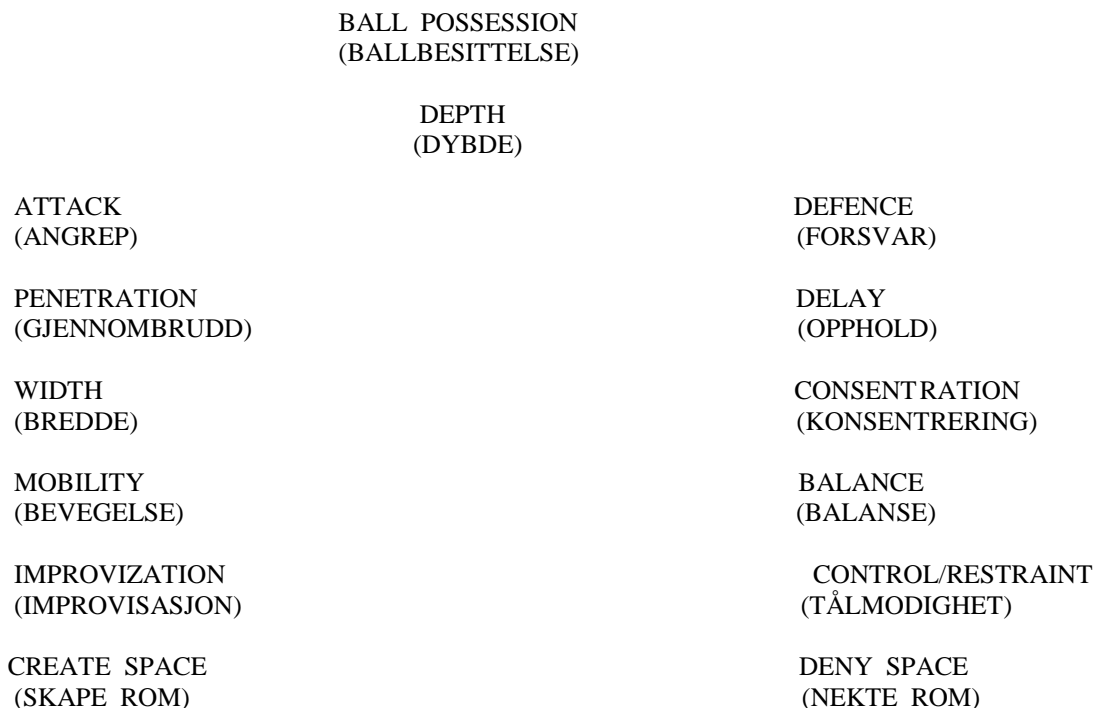 BALL POSSESSION
(BALLBESITTELSE)
DEPTH
(DYBDE)
ATTACK DEFENCE
(ANGREP) (FORSVAR)
PENETRATION DELAY
(GJENNOMBRUDD) (OPPHOLD)
WIDTH CONSENTRATION
(BREDDE) (KONSENTRERING)
MOBILITY BALANCE
(BEVEGELSE) (BALANSE)
IMPROVIZATION CONTROL/RESTRAINT
(IMPROVISASJON) (TÅLMODIGHET)
CREATE SPACE DENY SPACE
(SKAPE ROM) (NEKTE ROM)